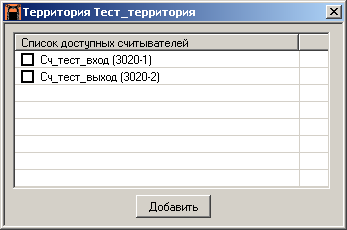 Территория Тест_территория
Список доступных считывателей
Сч_тест_вход (3020-1)
Сч_тест_выход (3020-2)
Добавить